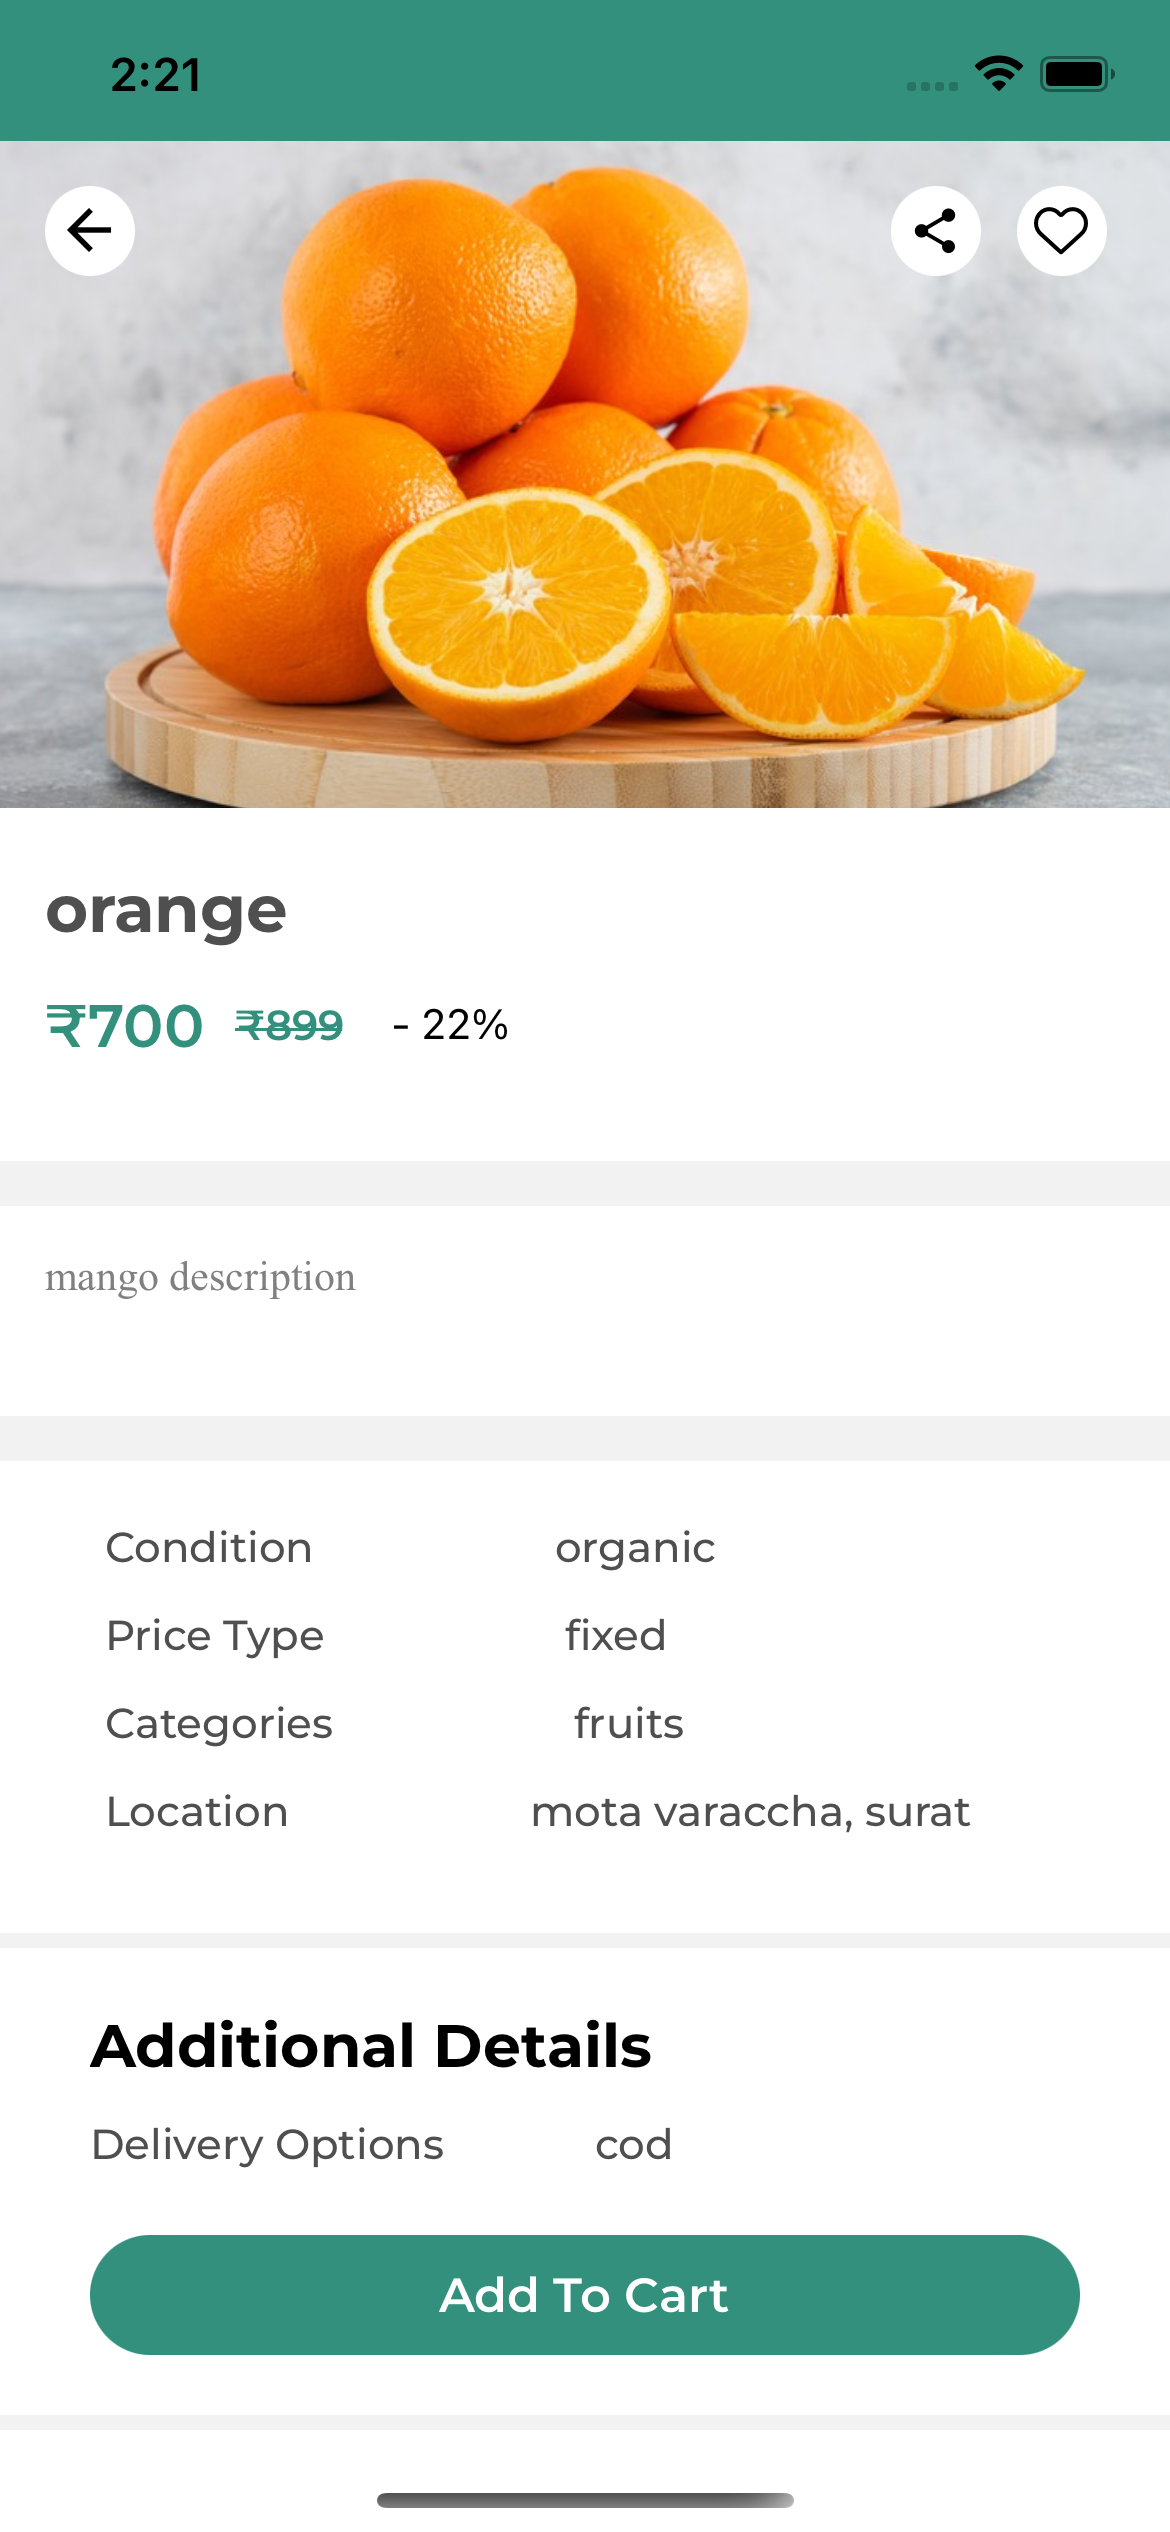 2:21
orange
₹700 ₹899 - 22%
mango description
Condition organic
Price Type fixed
Categories fruits
Location mota varaccha, surat
Additional Details
Delivery Options cod
Add To Cart